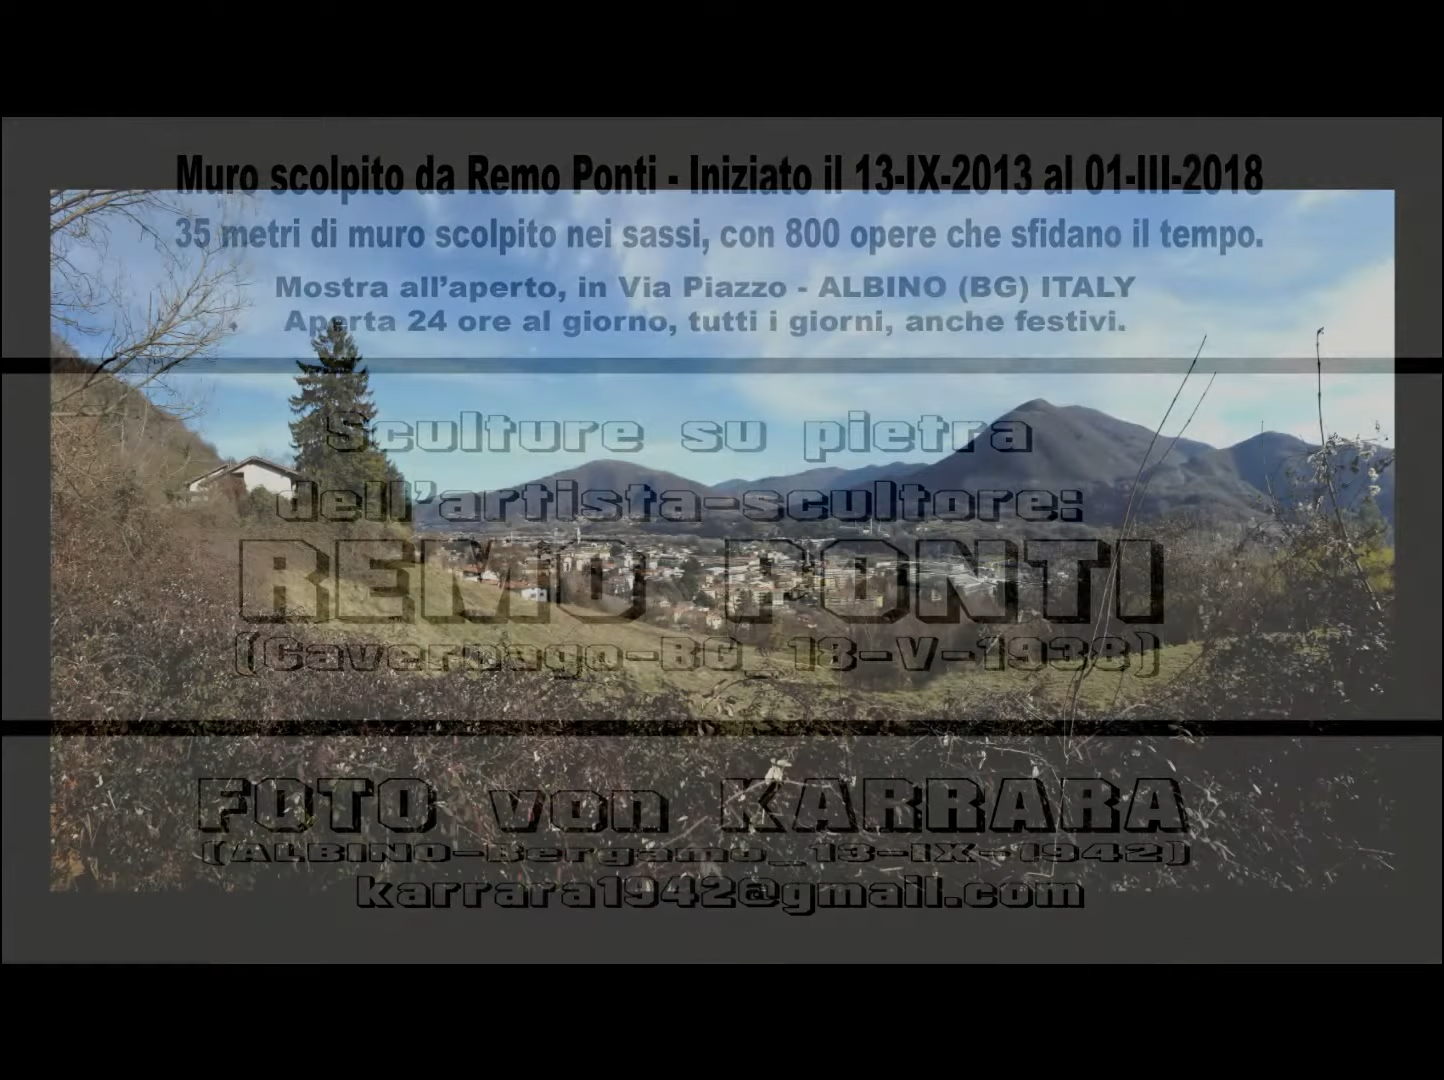 Muro scolpito da Remo Ponti - Iniziato il 13-IX-2013 al 01-III-2018
35 metri di muro scolpito nei sassi, con 800 opere che sfidano il tempo.
Mostra all'aperto, in Via Piazzo - ALBINO (BG) ITALY
Aperta 24 ore al giorno, tutti i giorni, anche festivi.
Sculture su pietra
dell'artista-scultore:
REMO PONTI
(Cavernugo-BG_18-V-1938)
FOTO von KARRARA
(ALBINO-Bergamo_13-IX-1942)
karrara1942@gmail.com